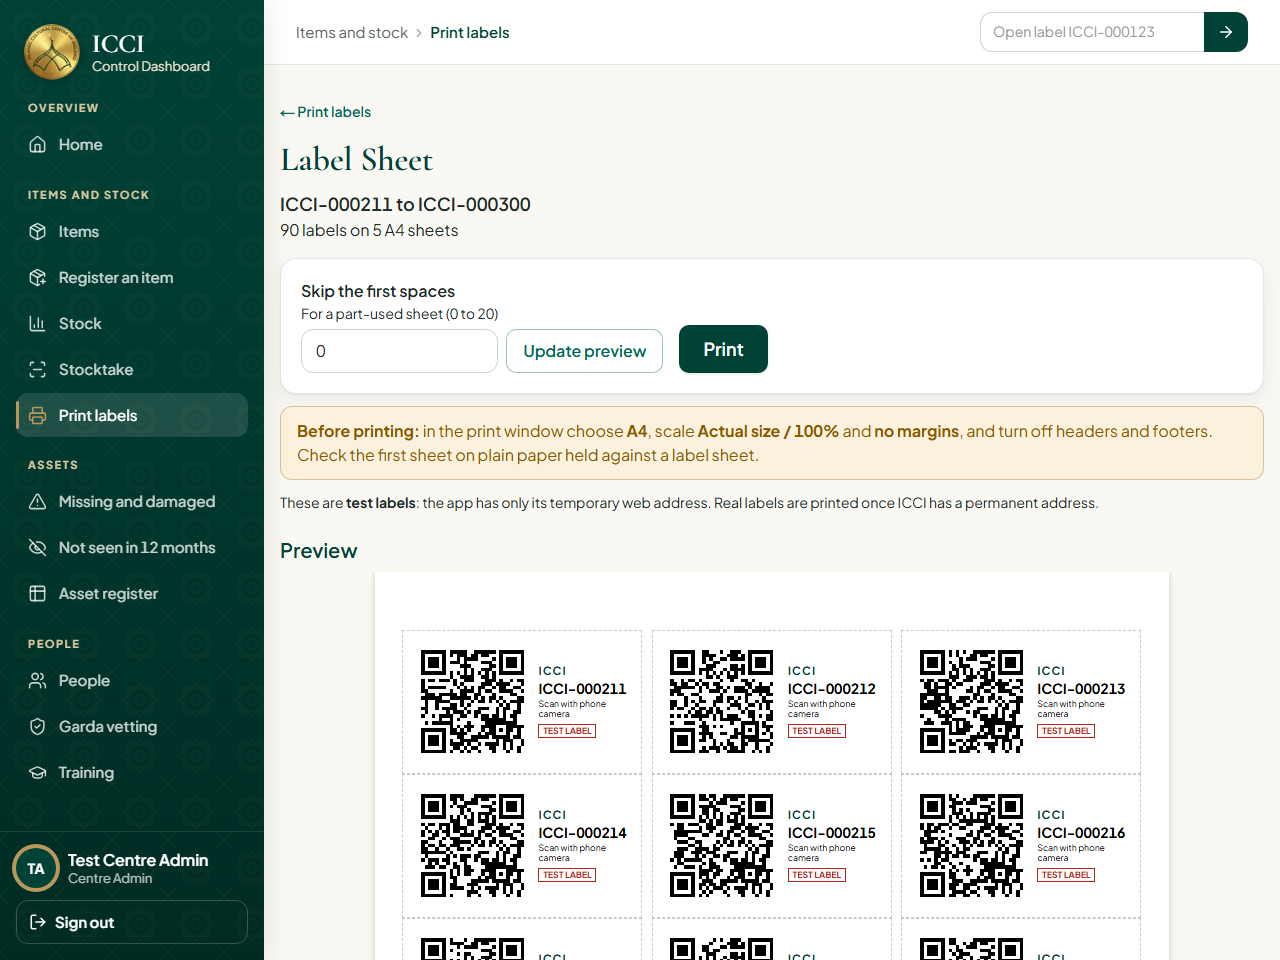 ICCI
Control Dashboard
OVERVIEW
Home
ITEMS AND STOCK
Items
Register an item
Stock
Stocktake
Print labels
ASSETS
Missing and damaged
Not seen in 12 months
Asset register
PEOPLE
People
Garda vetting
Training
TA
Test Centre Admin
Centre Admin
Sign out
Items and stock › Print labels
Open label ICCI-000123
← Print labels
Label Sheet
ICCI-000211 to ICCI-000300
90 labels on 5 A4 sheets
Skip the first spaces
For a part-used sheet (0 to 20)
0
Update preview
Print
Before printing: in the print window choose A4, scale Actual size / 100% and no margins, and turn off headers and footers.
Check the first sheet on plain paper held against a label sheet.
These are test labels: the app has only its temporary web address. Real labels are printed once ICCI has a permanent address.
Preview
ICCI
ICCI-000211
Scan with phone
camera
TEST LABEL
ICCI
ICCI-000212
Scan with phone
camera
TEST LABEL
ICCI
ICCI-000213
Scan with phone
camera
TEST LABEL
ICCI
ICCI-000214
Scan with phone
camera
TEST LABEL
ICCI
ICCI-000215
Scan with phone
camera
TEST LABEL
ICCI
ICCI-000216
Scan with phone
camera
TEST LABEL
ICCI
ICCI
ICCI